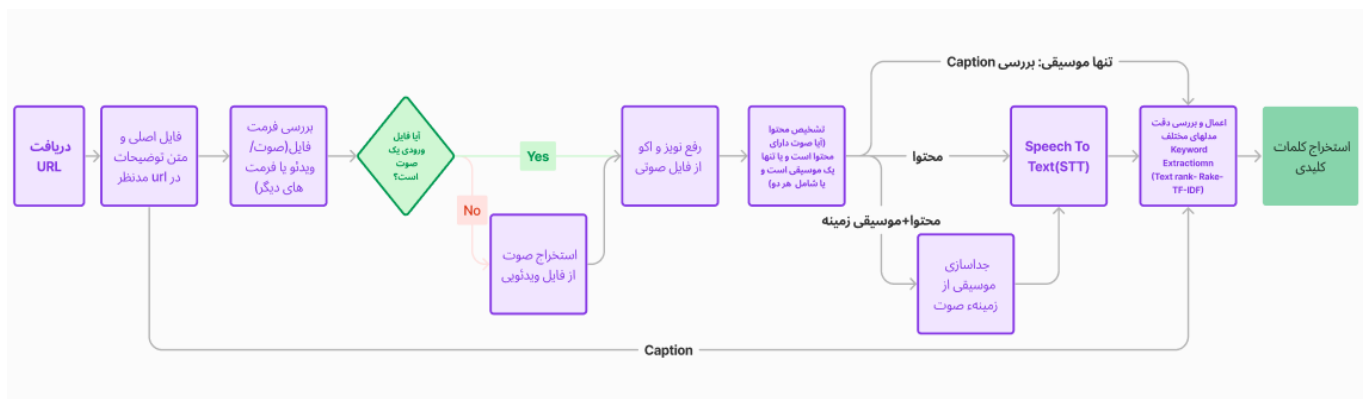 دریافت
URL
فایل اصلی و
متن توضیحات
در url مدنظر
بررسی فرمت
فایل(صوت/
ویدئو یا فرمت
های دیگر)
آیا فایل
ورودی یک
صوت
است؟
Yes
No
استخراج صوت
از فایل ویدئویی
رفع نویز و اکو
از فایل صوتی
تشخیص محتوا
(آیا صوت دارای
محتوا است و یا تنها
یک موسیقی است و
یا شامل هر دو)
تنها موسیقی: بررسی Caption
محتوا
محتوا+موسیقی زمینه
جداسازی
موسیقی از
زمینهء صوت
Speech To
Text(STT)
اعمال و بررسی دقت
مدلهای مختلف
Keyword
Extractiomn
(Text rank- Rake-
TF-IDF)
استخراج کلمات
کلیدی
Caption